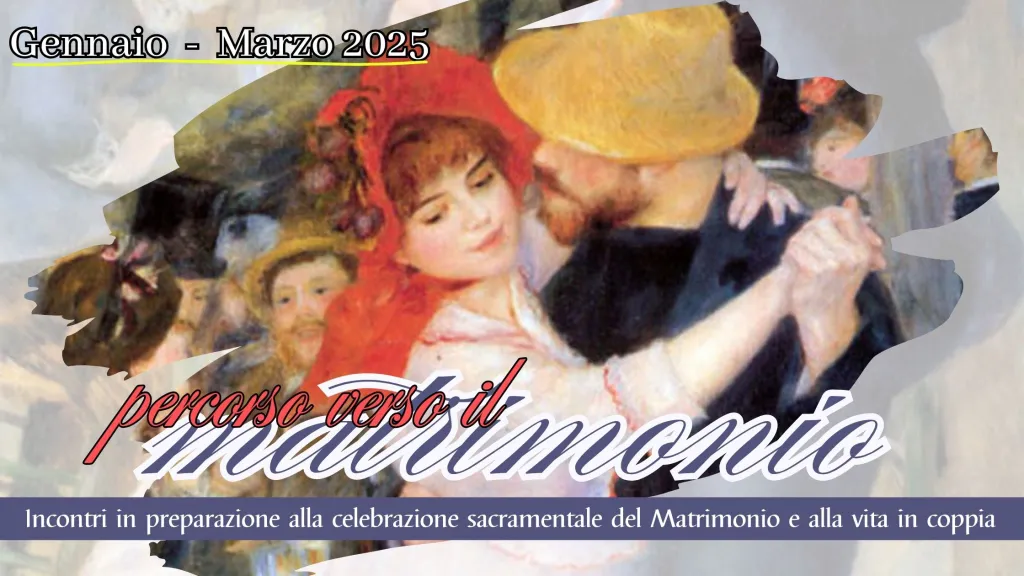 Gennaio - Marzo 2025
percorso verso il
matrimonio
Incontri in preparazione alla celebrazione sacramentale del Matrimonio e alla vita in coppia